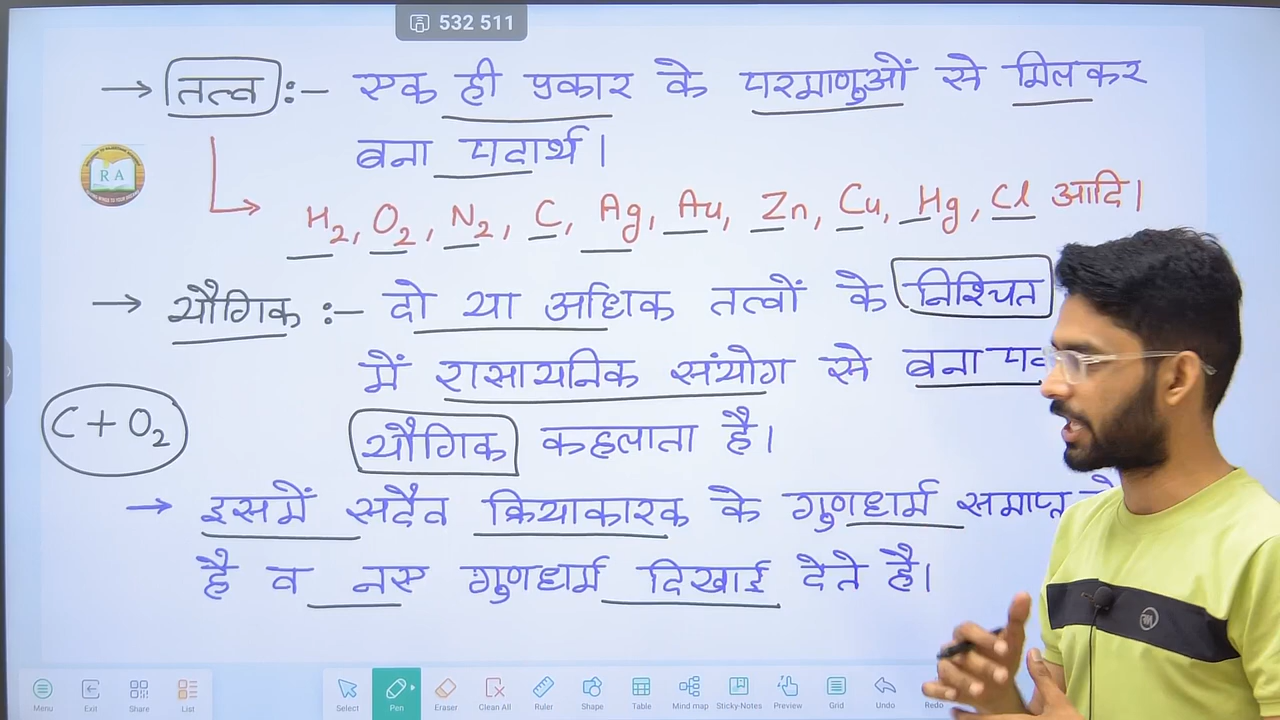 532 511
→ तत्व :- एक ही प्रकार के परमाणुओं से मिलकर
बना पदार्थ।
RA
H2, O2, N2, C, Ag, Au, Zn, Cu, Hg, Cl आदि।
→ यौगिक :- दो या अधिक तत्वों के निश्चित
में रासायनिक संयोग से बना
C + O2
यौगिक कहलाता है।
→ इसमें सदैव क्रियाकारक के गुणधर्म समाप्त
है व नए गुणधर्म दिखाई देते है।
Menu Exit Share List Select Pen Eraser Clean All Ruler Shape Table Mind map Sticky-Notes Preview Grid Undo Redo